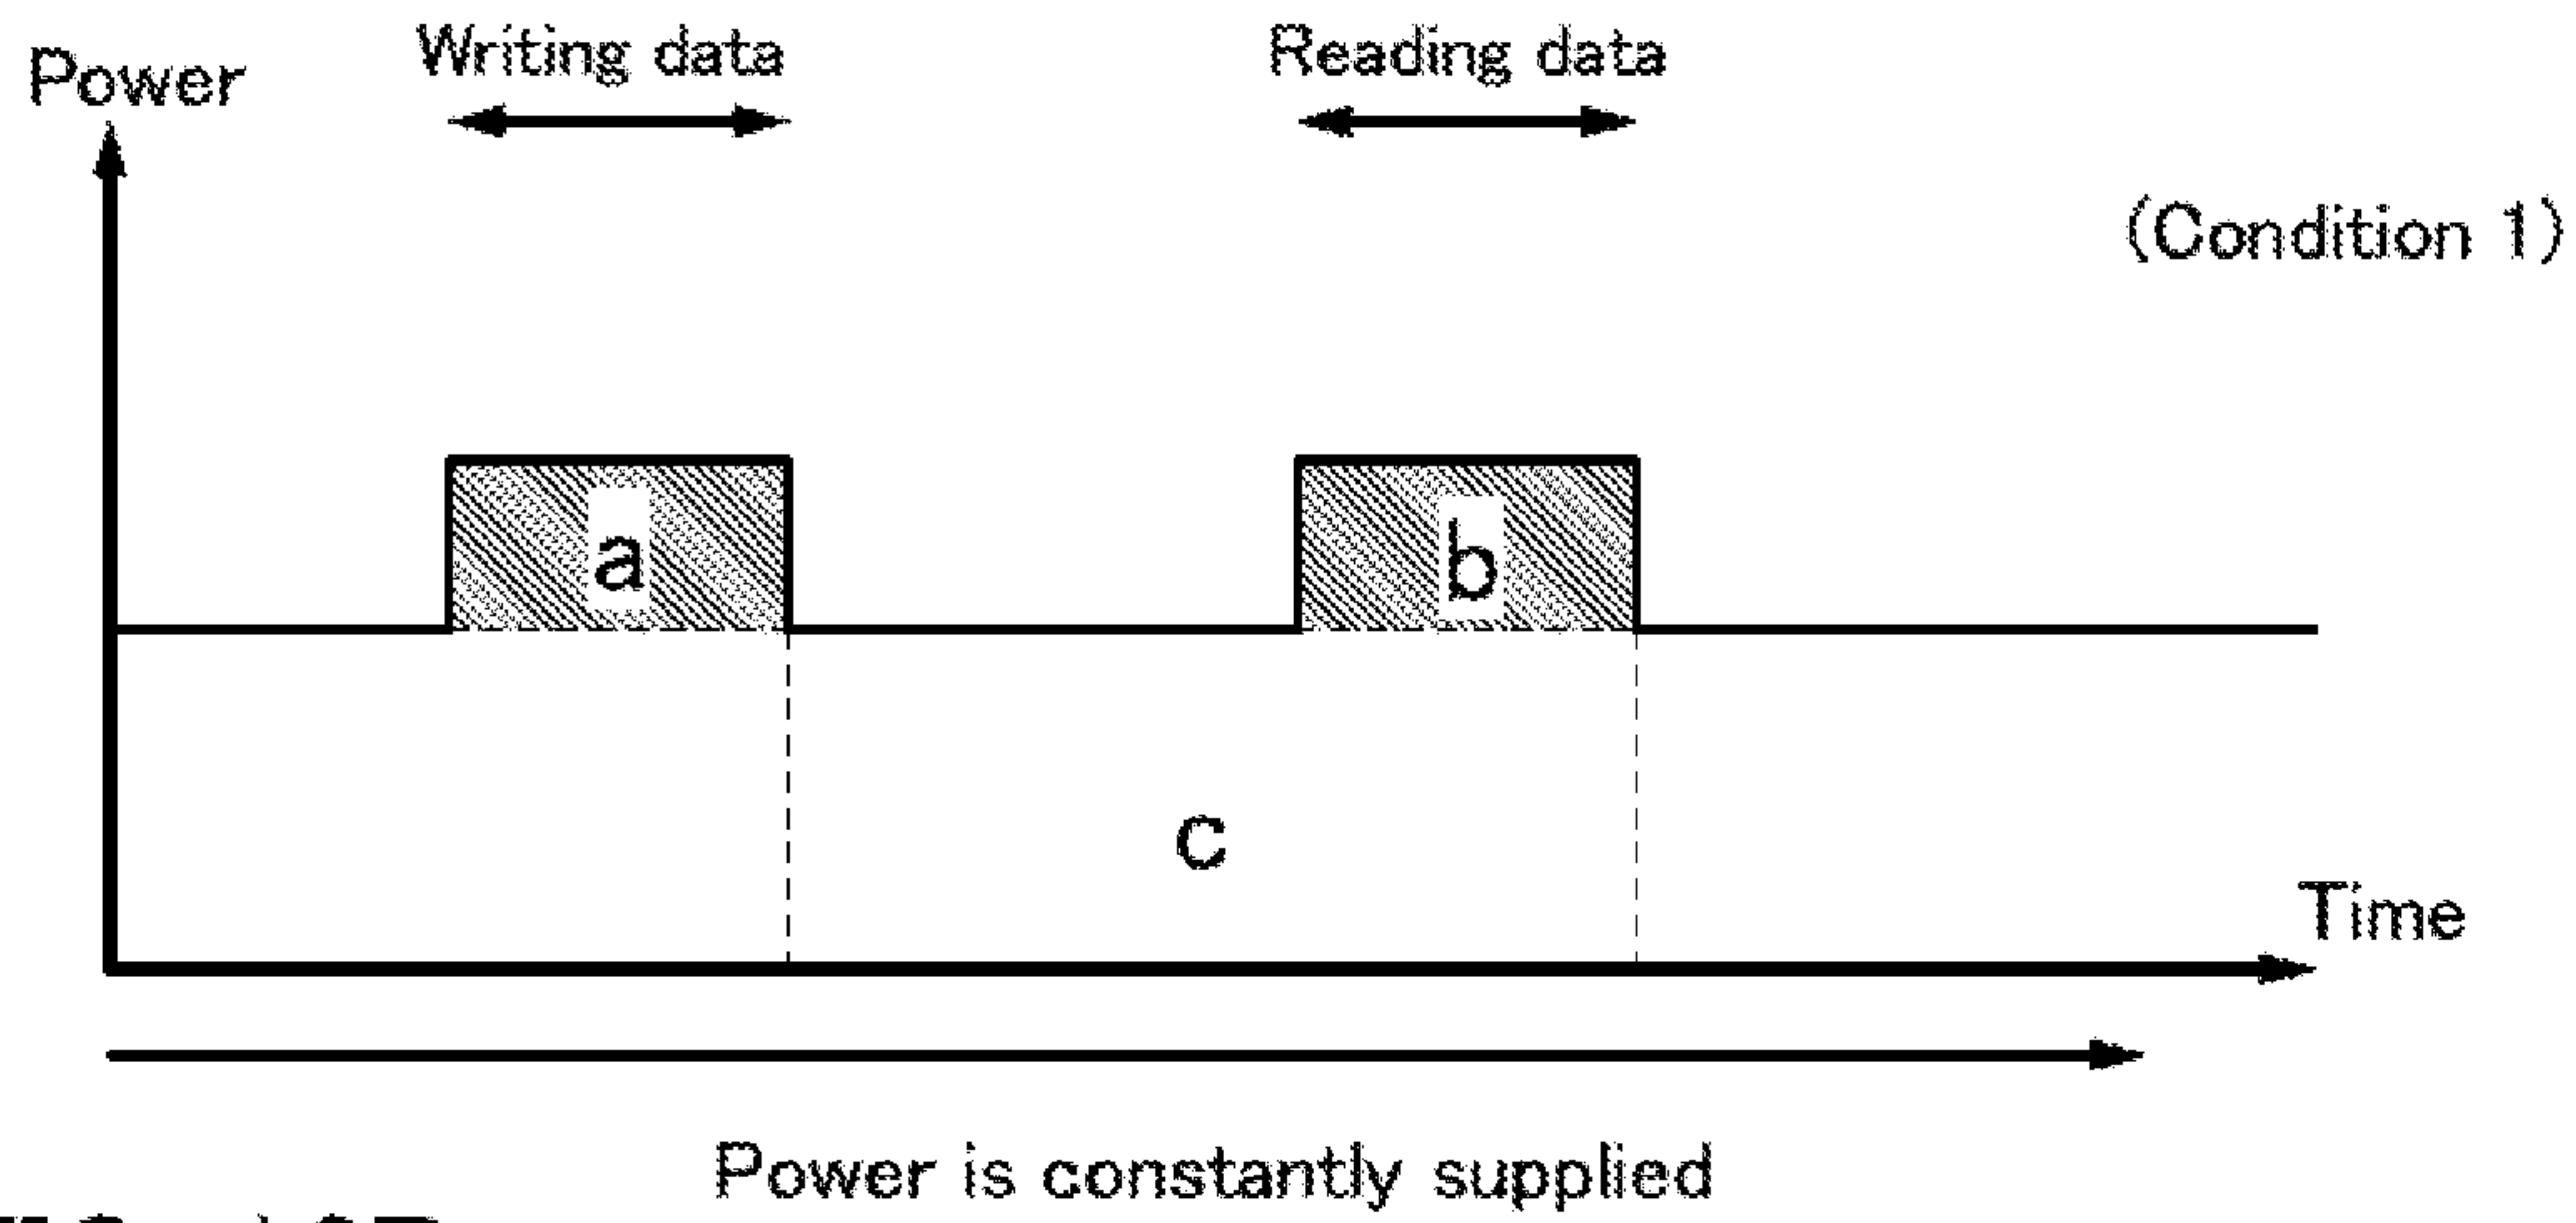 Power
Writing data
Reading data
(Condition 1)
a
b
c
Time
Power is constantly supplied